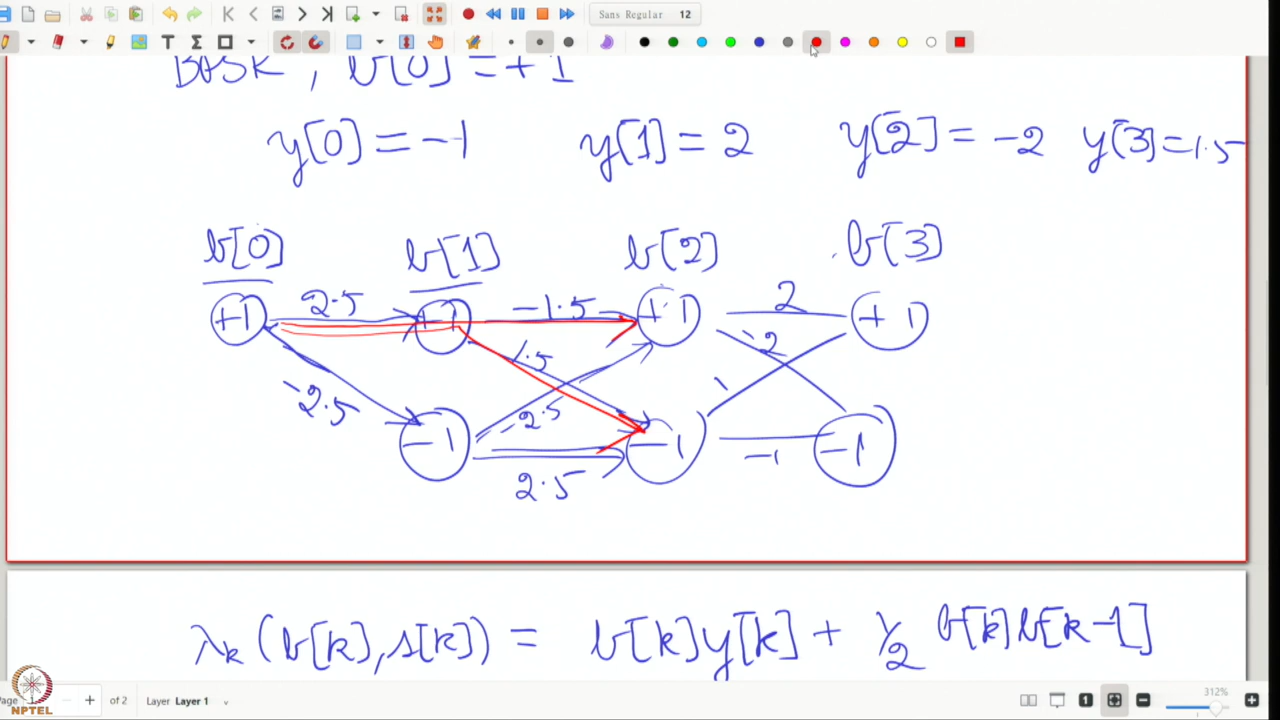 Sans Regular 12
BPSK, b[0] = +1
y[0] = -1 y[1] = 2 y[2] = -2 y[3] = 1.5
b[0] b[1] b[2] b[3]
+1 2.5 +1 -1.5 +1 2 +1
-2.5 1.5 -2.5 -2 1
-1 2.5 -1 -1 -1
λk (b[k], s[k]) = b[k] y[k] + 1/2 b[k] b[k-1]
NPTEL
Page 1 of 2 Layer Layer 1 312%